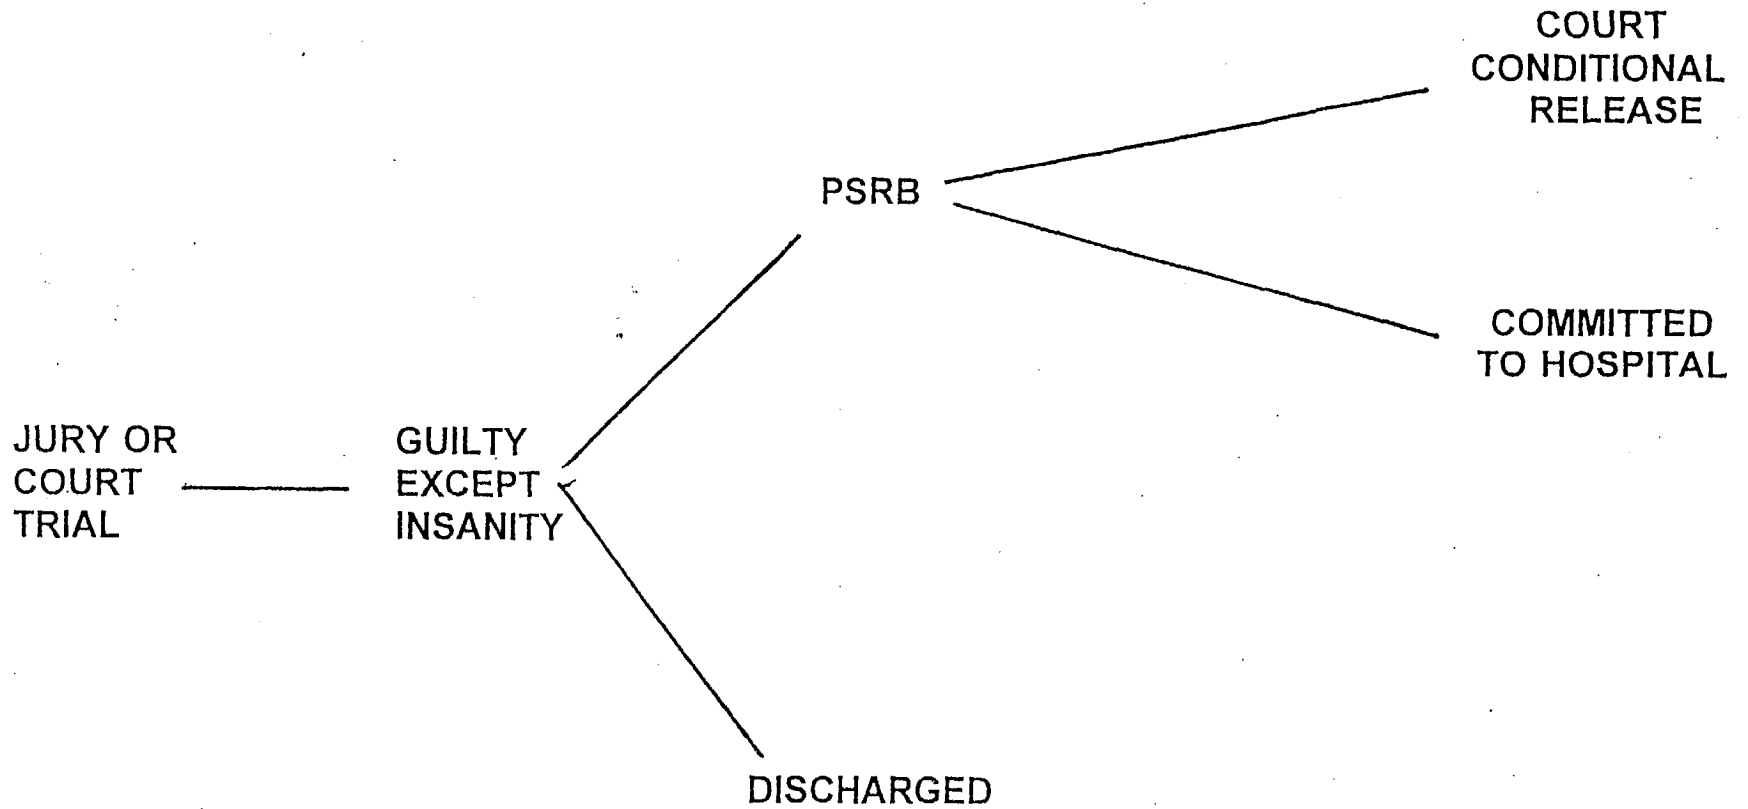 COURT
CONDITIONAL
RELEASE
PSRB
COMMITTED
TO HOSPITAL
JURY OR
COURT
TRIAL
GUILTY
EXCEPT
INSANITY
DISCHARGED